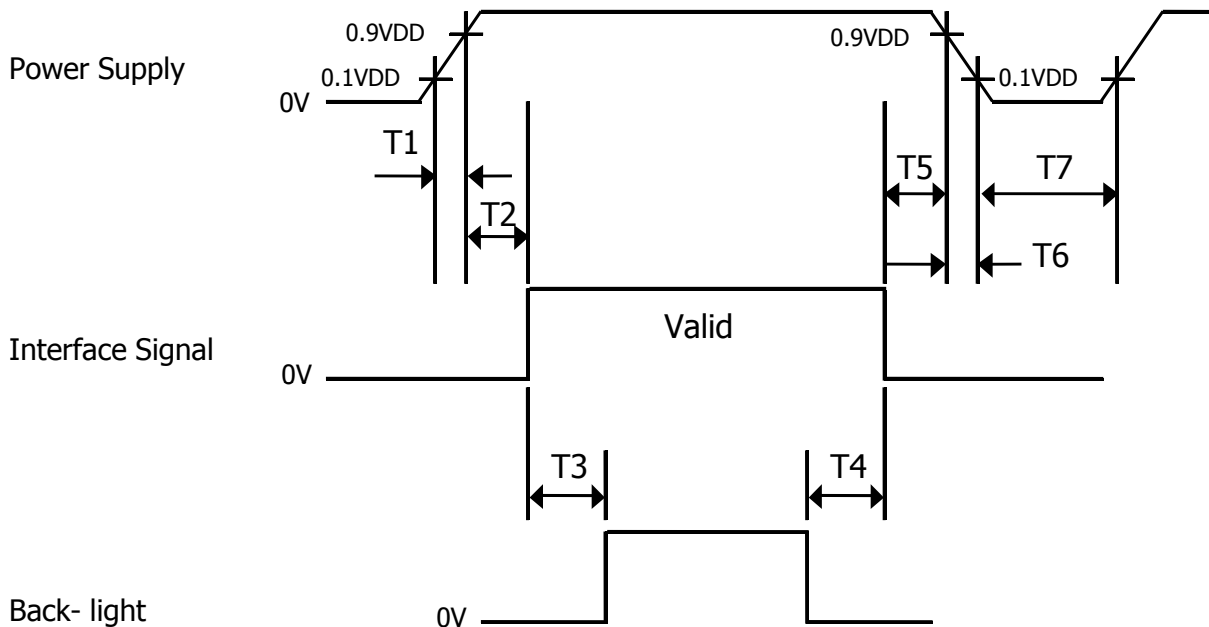 0.9VDD
0.9VDD
Power Supply
0.1VDD
0.1VDD
0V
T1
T5
T7
T2
T6
Valid
Interface Signal
0V
T3
T4
Back- light
0V